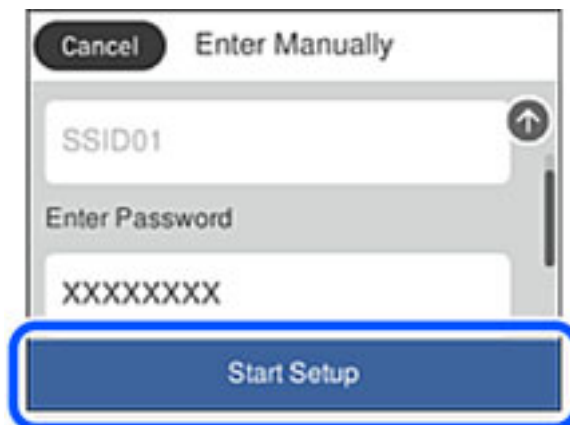 Cancel Enter Manually
SSID01
Enter Password
XXXXXXXX
Start Setup